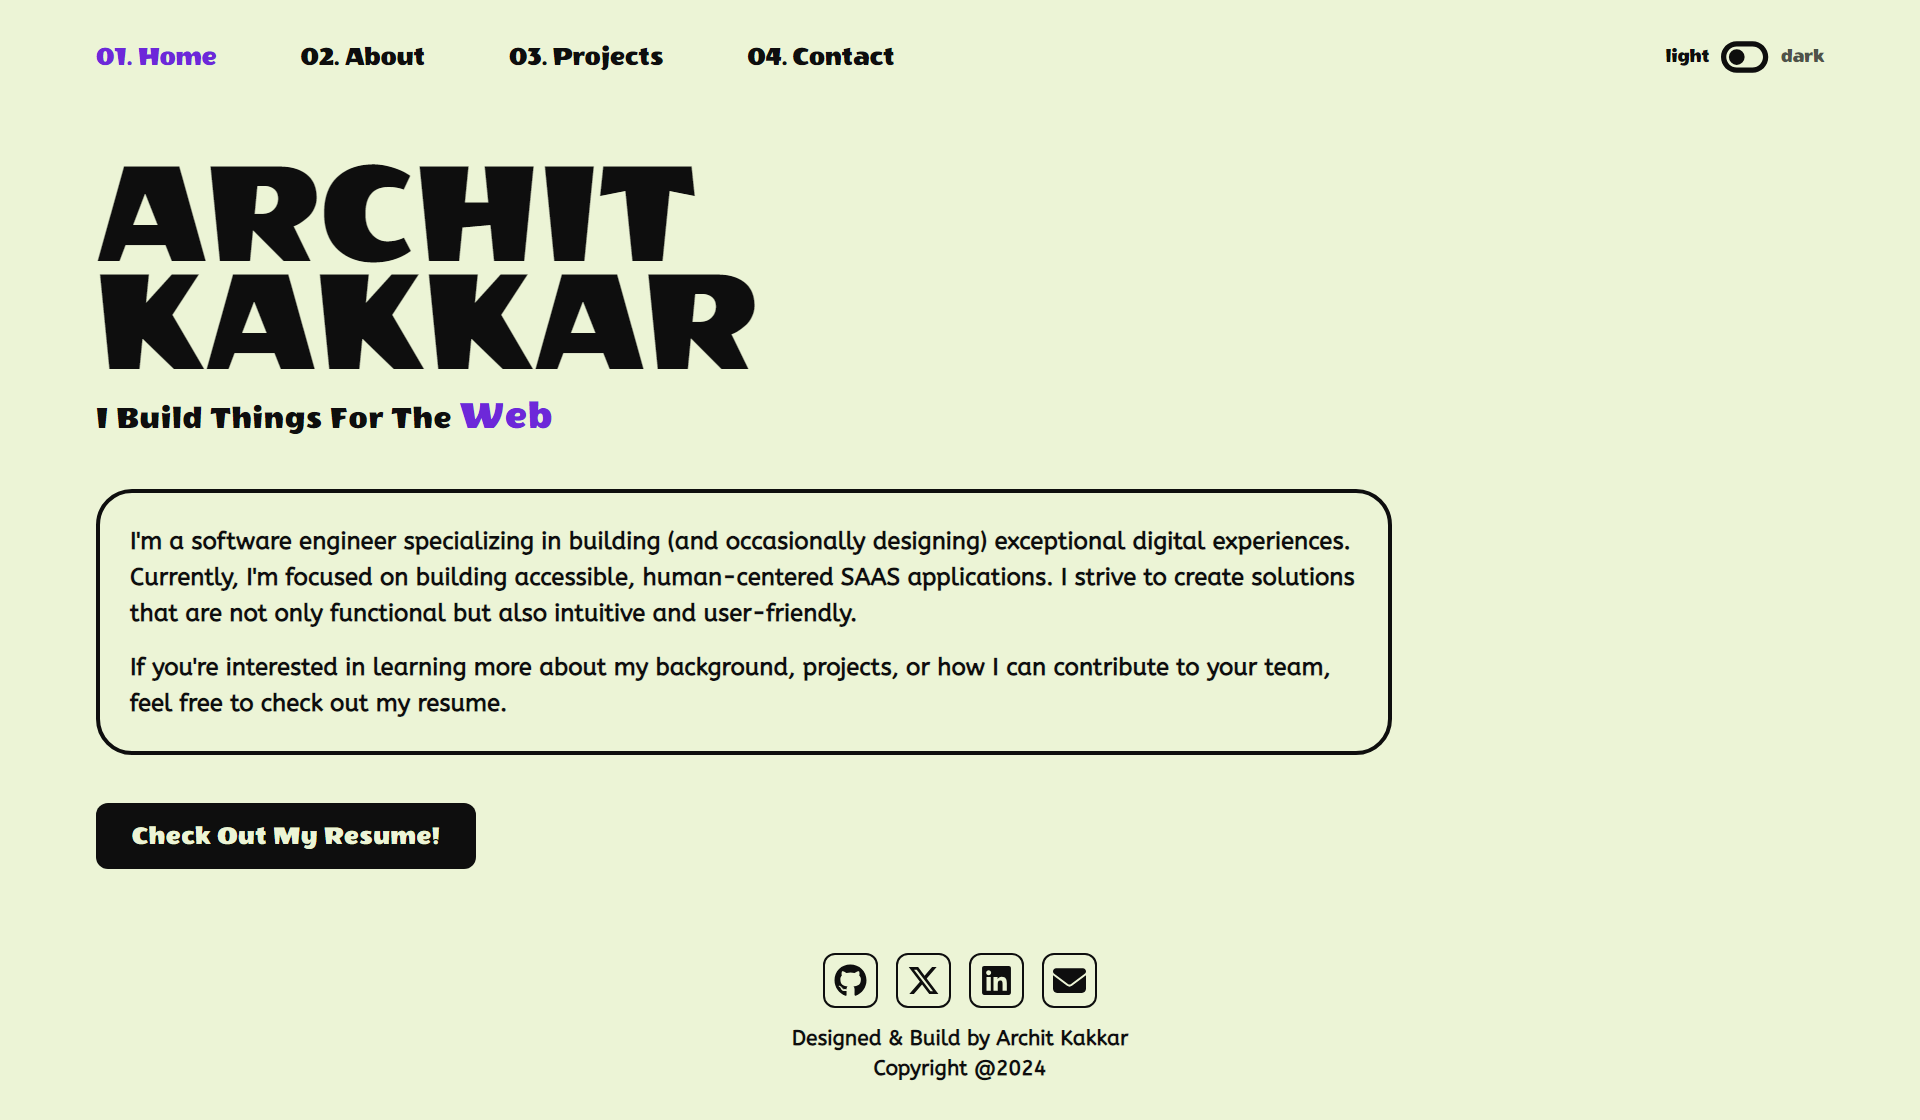 01. Home 02. About 03. Projects 04. Contact light dark
ARCHIT
KAKKAR
I Build Things For The Web
I'm a software engineer specializing in building (and occasionally designing) exceptional digital experiences.
Currently, I'm focused on building accessible, human-centered SAAS applications. I strive to create solutions
that are not only functional but also intuitive and user-friendly.
If you're interested in learning more about my background, projects, or how I can contribute to your team,
feel free to check out my resume.
Check Out My Resume!
Designed & Build by Archit Kakkar
Copyright @2024